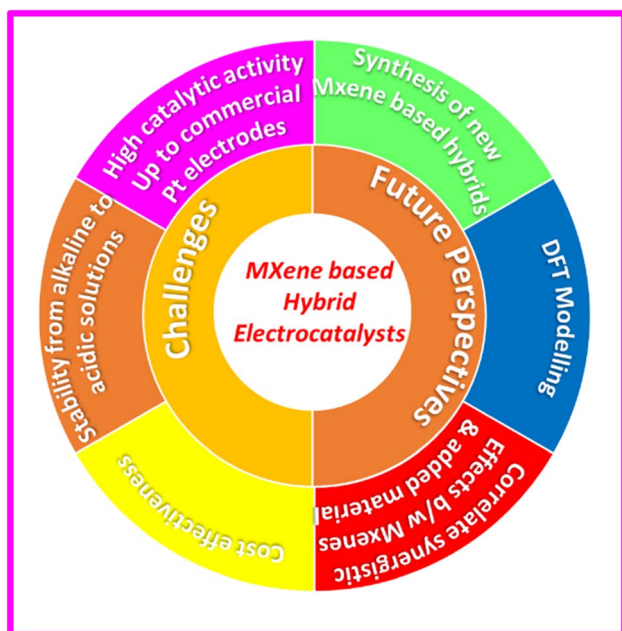 High catalytic activity
Up to commercial
Pt electrodes
Synthesis of new
Mxene based hybrids
Stability from alkaline to
acidic solutions
Challenges
MXene based
Hybrid
Electrocatalysts
Future Perspectives
DFT Modelling
Cost effectiveness
Correlate synergistic
Effects b/w Mxenes
& added material